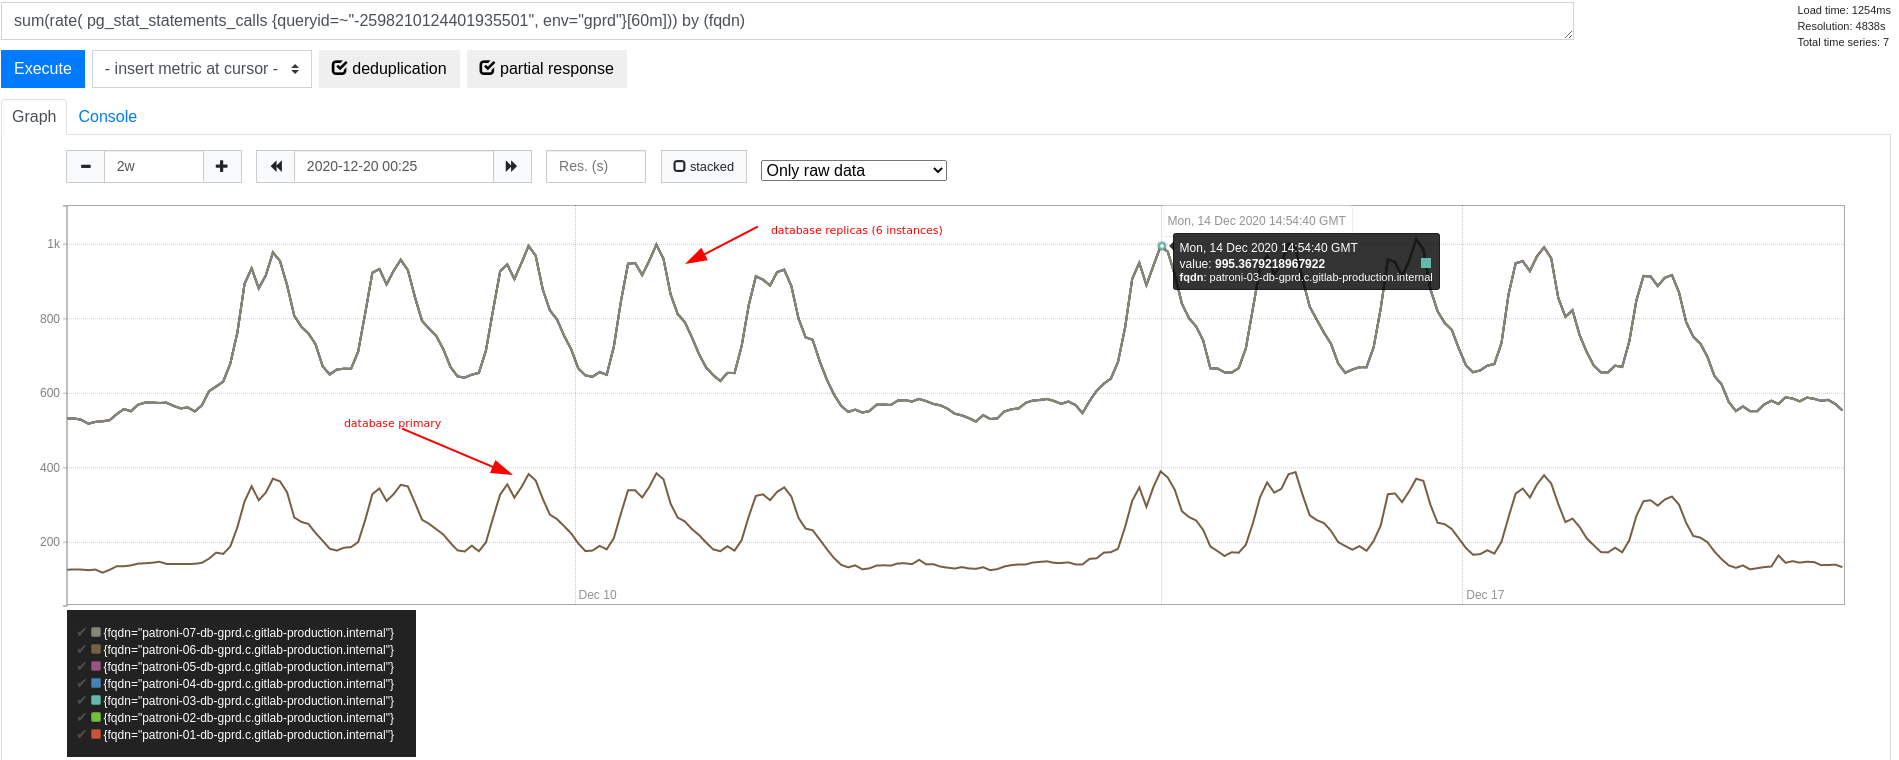 sum(rate( pg_stat_statements_calls {queryid=~"-2598210124401935501", env="gprd"}[60m])) by (fqdn)
Load time: 1254ms
Resolution: 4838s
Total time series: 7
Execute
- insert metric at cursor -
deduplication
partial response
Graph
Console
2w
2020-12-20 00:25
Res. (s)
stacked
Only raw data
Mon, 14 Dec 2020 14:54:40 GMT
database replicas (6 instances)
Mon, 14 Dec 2020 14:54:40 GMT
value: 995.3679218967922
fqdn: patroni-03-db-gprd.c.gitlab-production.internal
1k
800
600
database primary
400
200
Dec 10
Dec 17
{fqdn="patroni-07-db-gprd.c.gitlab-production.internal"}
{fqdn="patroni-06-db-gprd.c.gitlab-production.internal"}
{fqdn="patroni-05-db-gprd.c.gitlab-production.internal"}
{fqdn="patroni-04-db-gprd.c.gitlab-production.internal"}
{fqdn="patroni-03-db-gprd.c.gitlab-production.internal"}
{fqdn="patroni-02-db-gprd.c.gitlab-production.internal"}
{fqdn="patroni-01-db-gprd.c.gitlab-production.internal"}